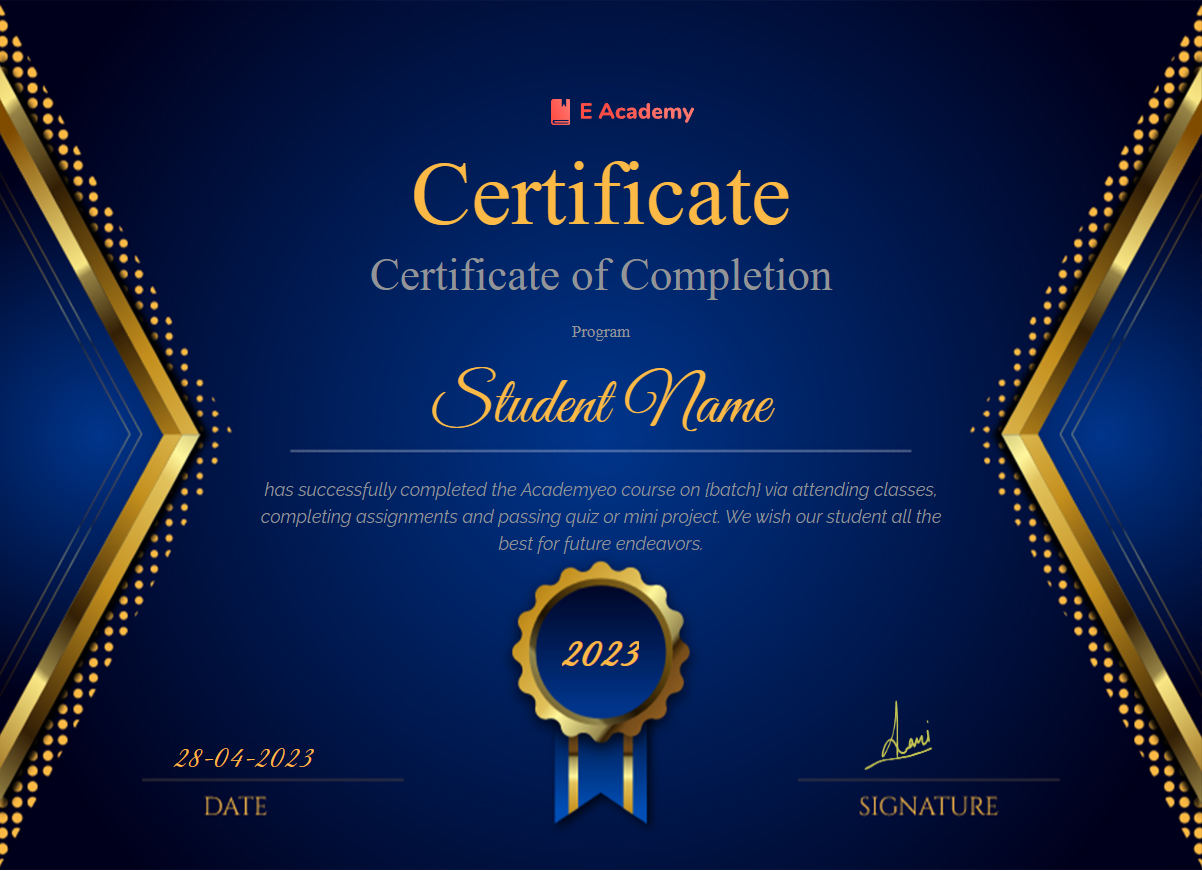 E Academy
Certificate
Certificate of Completion
Program
Student Name
has successfully completed the Academyeo course on [batch] via attending classes,
completing assignments and passing quiz or mini project. We wish our student all the
best for future endeavors.
2023
28-04-2023
DATE
SIGNATURE